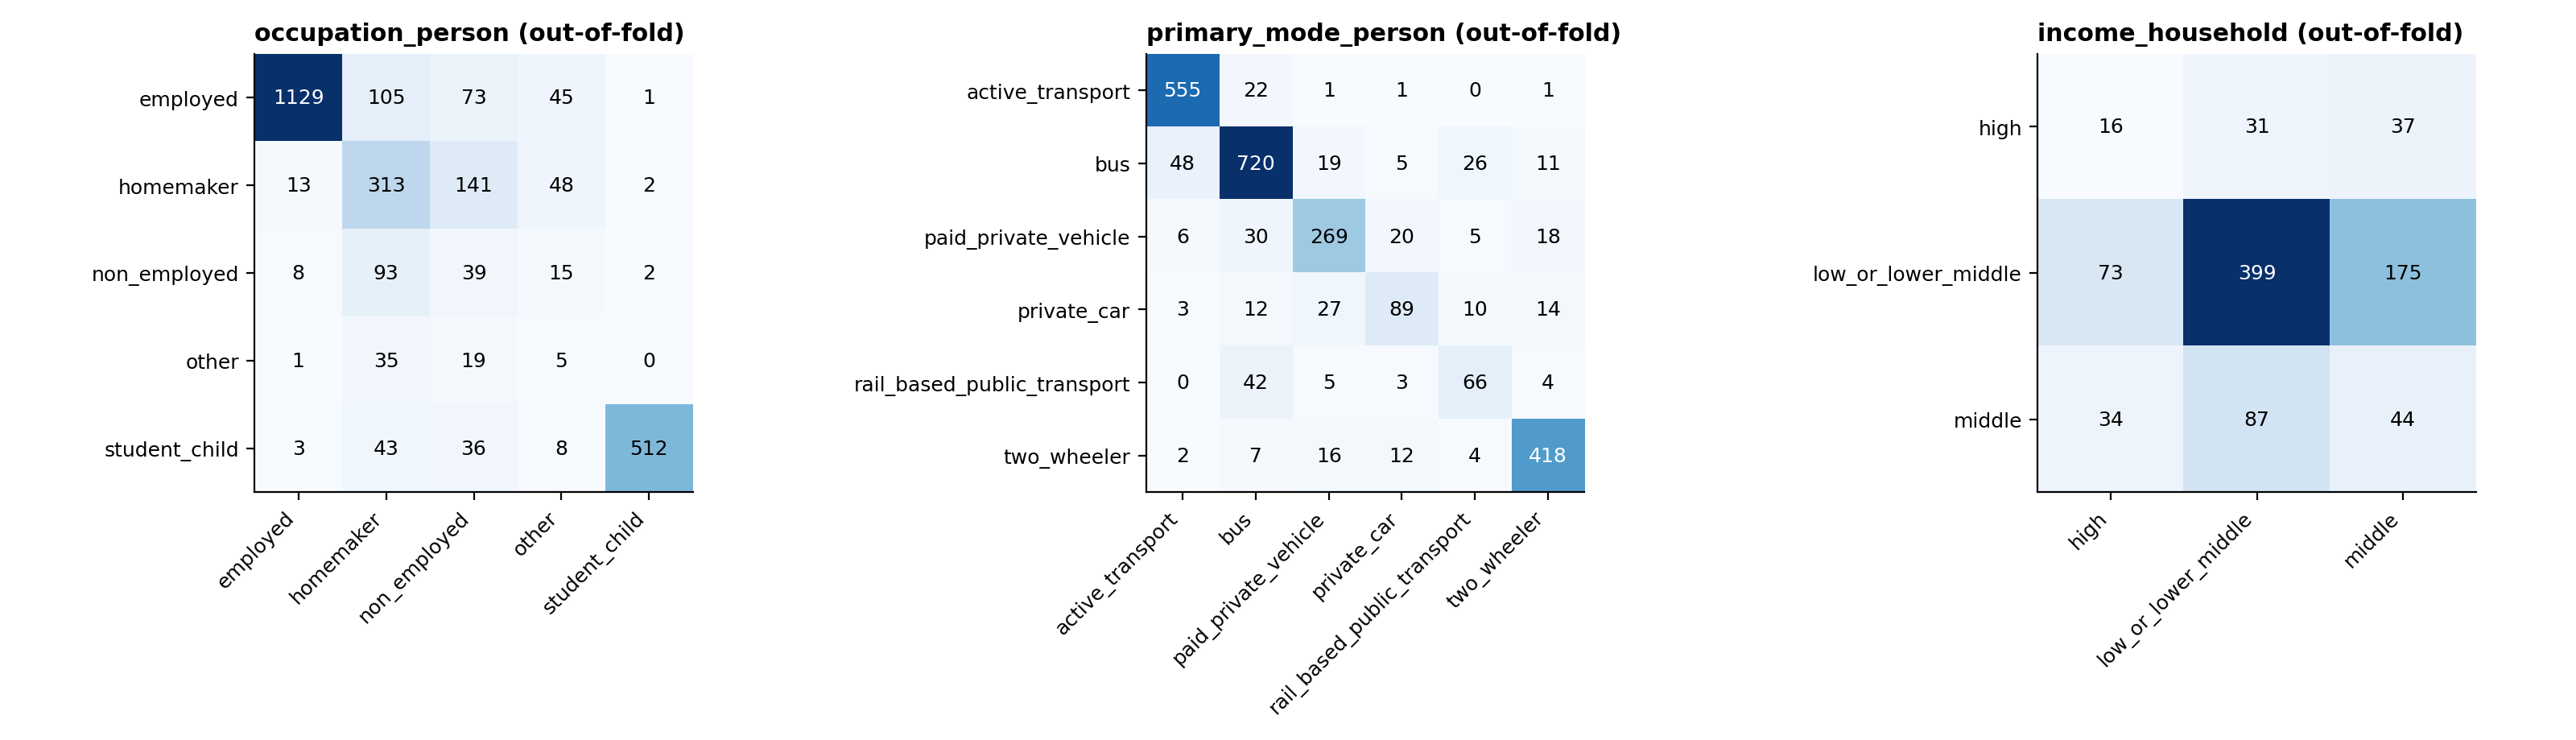 occupation_person (out-of-fold)
employed 1129 105 73 45 1
homemaker 13 313 141 48 2
non_employed 8 93 39 15 2
other 1 35 19 5 0
student_child 3 43 36 8 512
employed
homemaker
non_employed
other
student_child
primary_mode_person (out-of-fold)
active_transport 555 22 1 1 0 1
bus 48 720 19 5 26 11
paid_private_vehicle 6 30 269 20 5 18
private_car 3 12 27 89 10 14
rail_based_public_transport 0 42 5 3 66 4
two_wheeler 2 7 16 12 4 418
active_transport
bus
paid_private_vehicle
private_car
rail_based_public_transport
two_wheeler
income_household (out-of-fold)
high 16 31 37
low_or_lower_middle 73 399 175
middle 34 87 44
high
low_or_lower_middle
middle